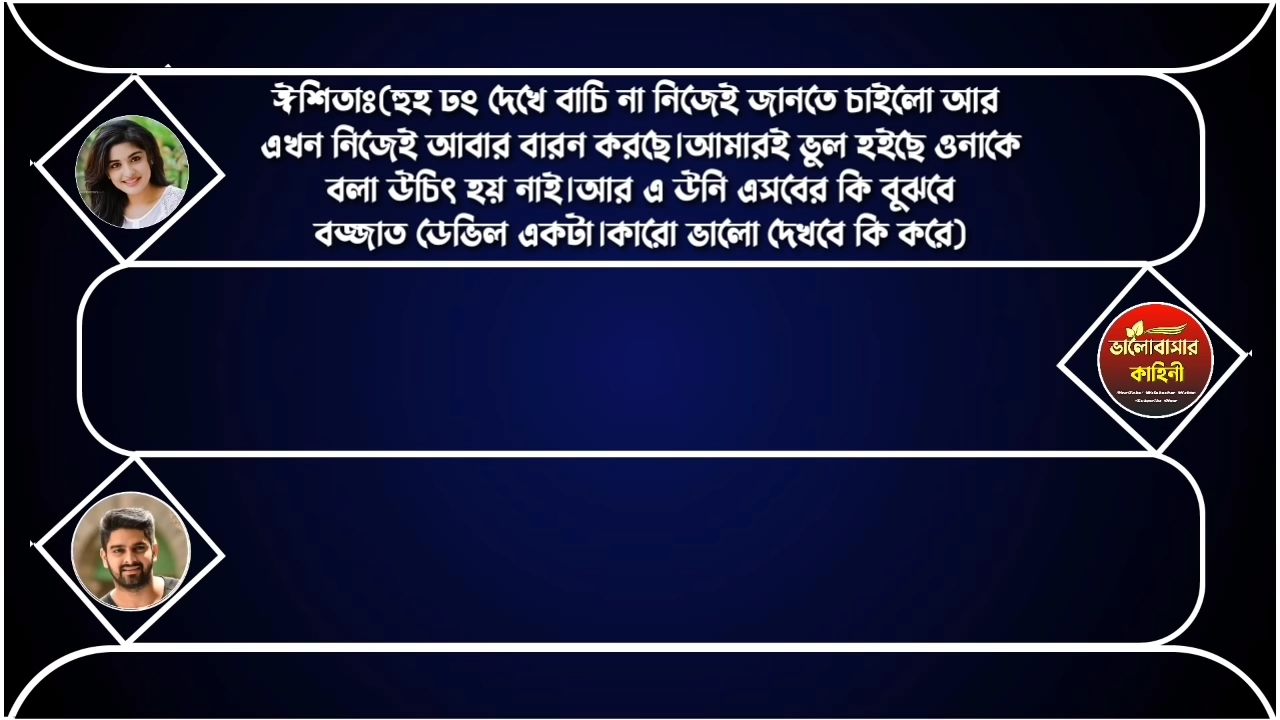 ঈশিতাঃ(হুহ ঢং দেখে বাচি না নিজেই জানতে চাইলো আর
এখন নিজেই আবার বারন করছে।আমারই ভুল হইছে ওনাকে
বলা উচিৎ হয় নাই।আর এ উনি এসবের কি বুঝবে
বজ্জাত ডেভিল একটা।কারো ভালো দেখবে কি করে)
ভালোবাসার
কাহিনী